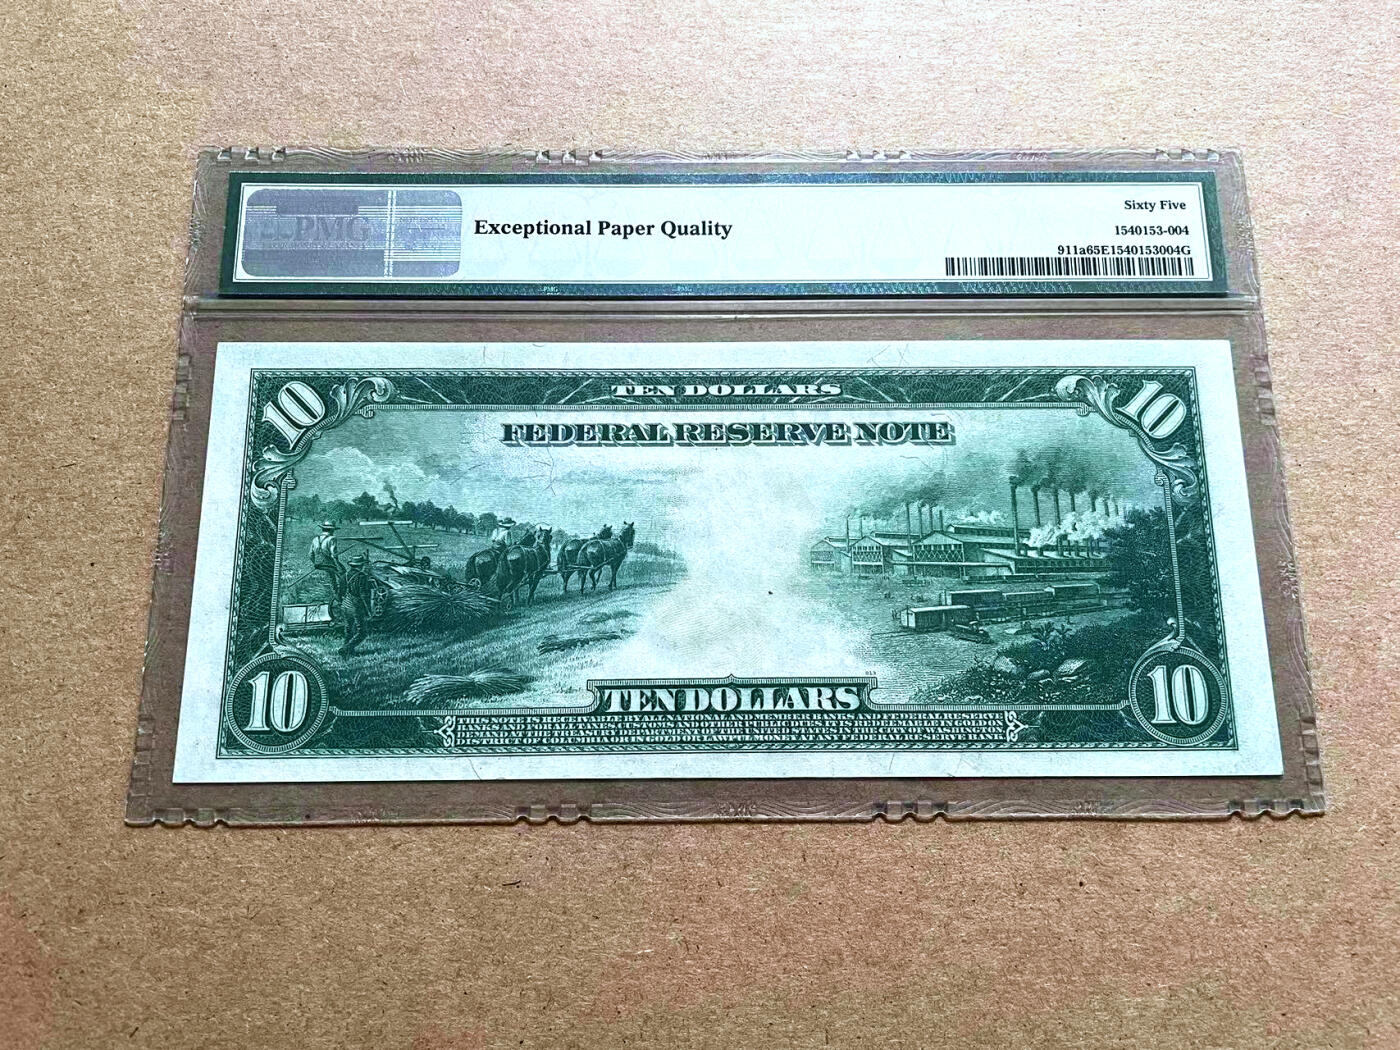 PMG
Exceptional Paper Quality
Sixty Five
1540153-004
911a65E1540153004G
10 TEN DOLLARS 10
FEDERAL RESERVE NOTE
10 TEN DOLLARS 10
THIS NOTE IS RECEIVABLE BY ALL NATIONAL AND MEMBER BANKS AND FEDERAL RESERVE
BANKS AND FOR ALL TAXES, CUSTOMS AND OTHER PUBLIC DUES. IT IS REDEEMABLE IN GOLD ON
DEMAND AT THE TREASURY DEPARTMENT OF THE UNITED STATES IN THE CITY OF WASHINGTON,
DISTRICT OF COLUMBIA OR IN GOLD OR LAWFUL MONEY AT ANY FEDERAL RESERVE BANK.